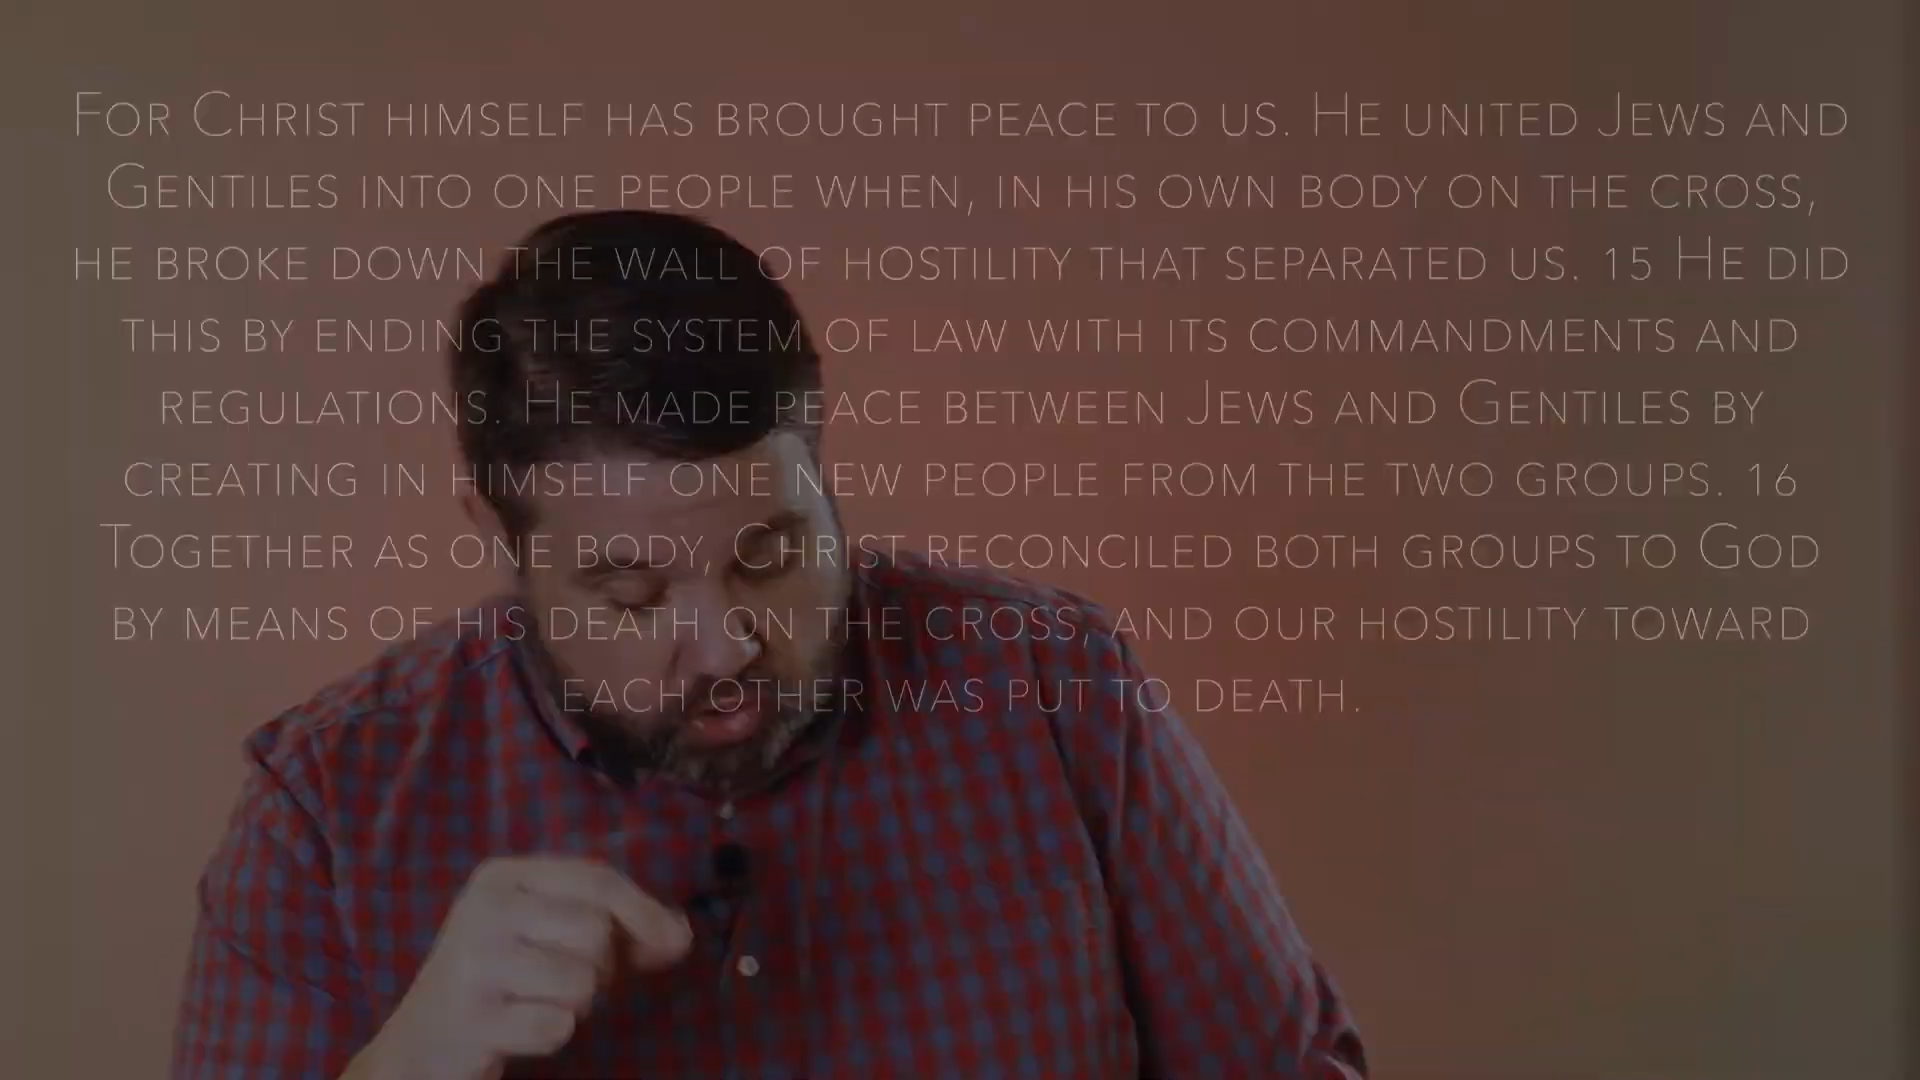 For Christ himself has brought peace to us. He united Jews and
Gentiles into one people when, in his own body on the cross,
he broke down the wall of hostility that separated us. 15 He did
this by ending the system of law with its commandments and
regulations. He made peace between Jews and Gentiles by
creating in himself one new people from the two groups. 16
Together as one body, Christ reconciled both groups to God
by means of his death on the cross, and our hostility toward
each other was put to death.